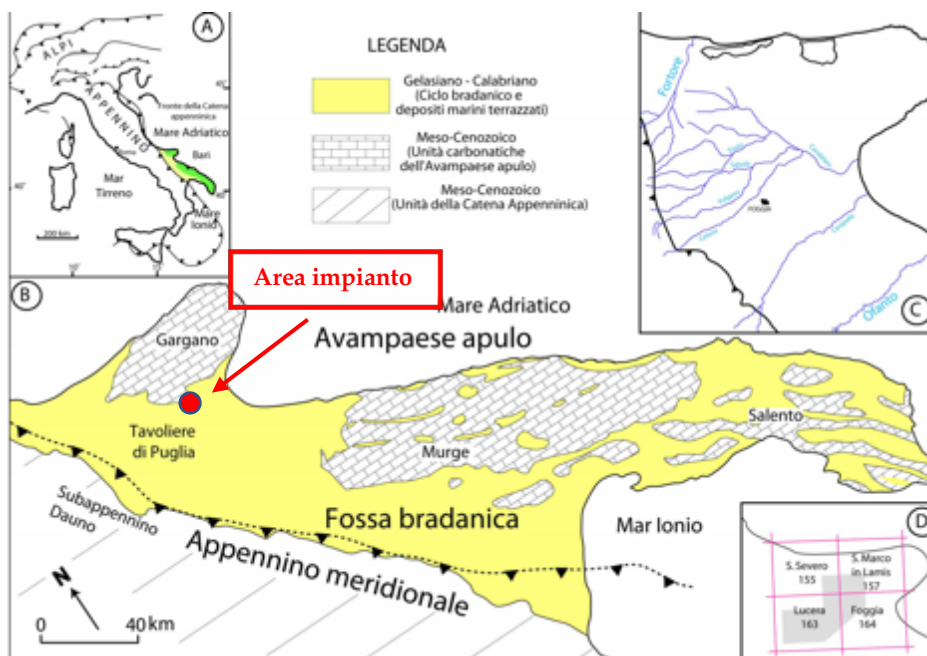 A
ALPI
APPENNINO
Fronte della Catena
appenninica
Mare Adriatico
Roma
Bari
Mar
Tirreno
Mare
Ionio
200 km
LEGENDA
Gelasiano - Calabriano
(Ciclo bradanico e
depositi marini terrazzati)
Meso-Cenozoico
(Unità carbonatiche
dell'Avampaese apulo)
Meso-Cenozoico
(Unità della Catena Appenninica)
Fortore
FOGGIA
Ofanto
C
Area impianto
B
Mare Adriatico
Avampaese apulo
Gargano
Tavoliere
di Puglia
Murge
Salento
Subappennino
Dauno
Fossa bradanica
Appennino meridionale
Mar Ionio
N
0 40 km
D
S. Severo
155
S. Marco
in Lamis
157
Lucera
163
Foggia
164